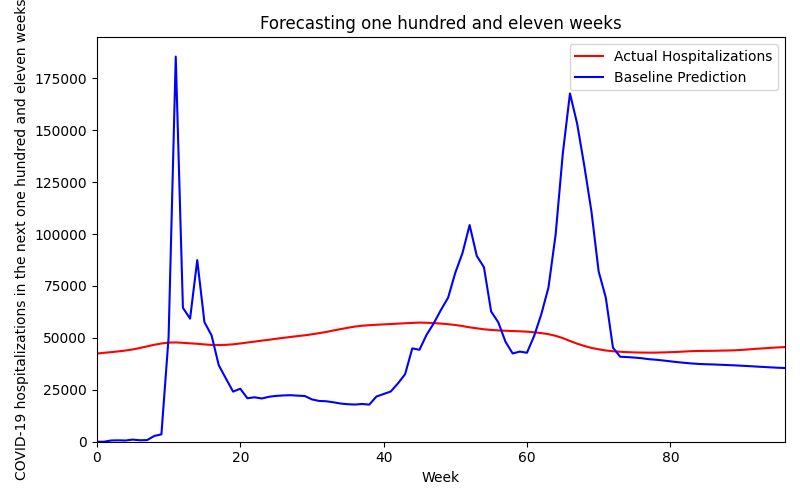 Forecasting one hundred and eleven weeks
Actual Hospitalizations
Baseline Prediction
COVID-19 hospitalizations in the next one hundred and eleven weeks
175000
150000
125000
100000
75000
50000
25000
0
0 20 40 60 80
Week